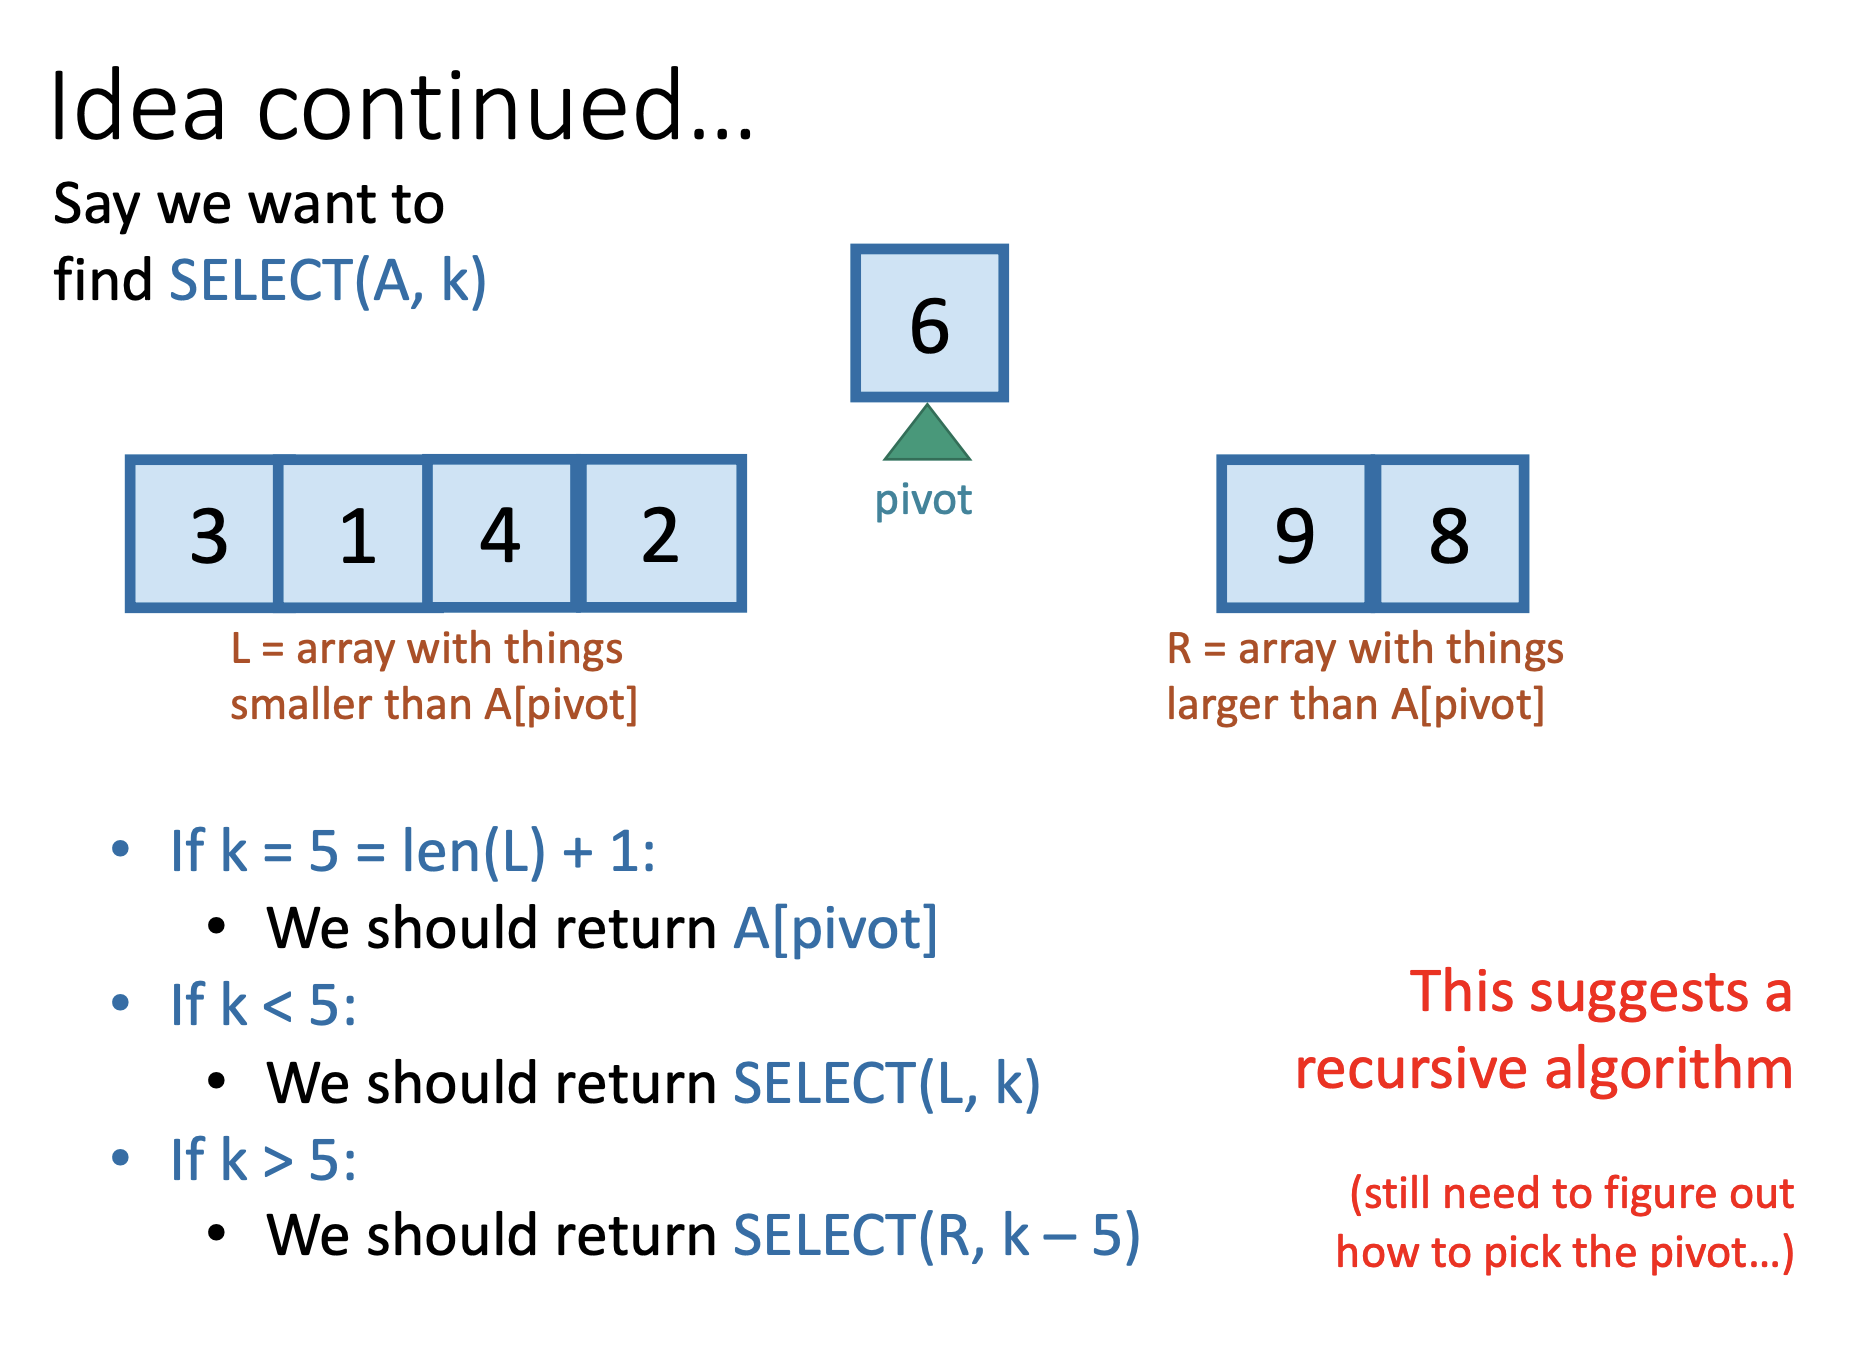 Idea continued...
Say we want to
find SELECT(A, k)
6
pivot
3 1 4 2
9 8
L = array with things
smaller than A[pivot]
R = array with things
larger than A[pivot]
• If k = 5 = len(L) + 1:
• We should return A[pivot]
• If k < 5:
• We should return SELECT(L, k)
• If k > 5:
• We should return SELECT(R, k – 5)
This suggests a
recursive algorithm
(still need to figure out
how to pick the pivot...)